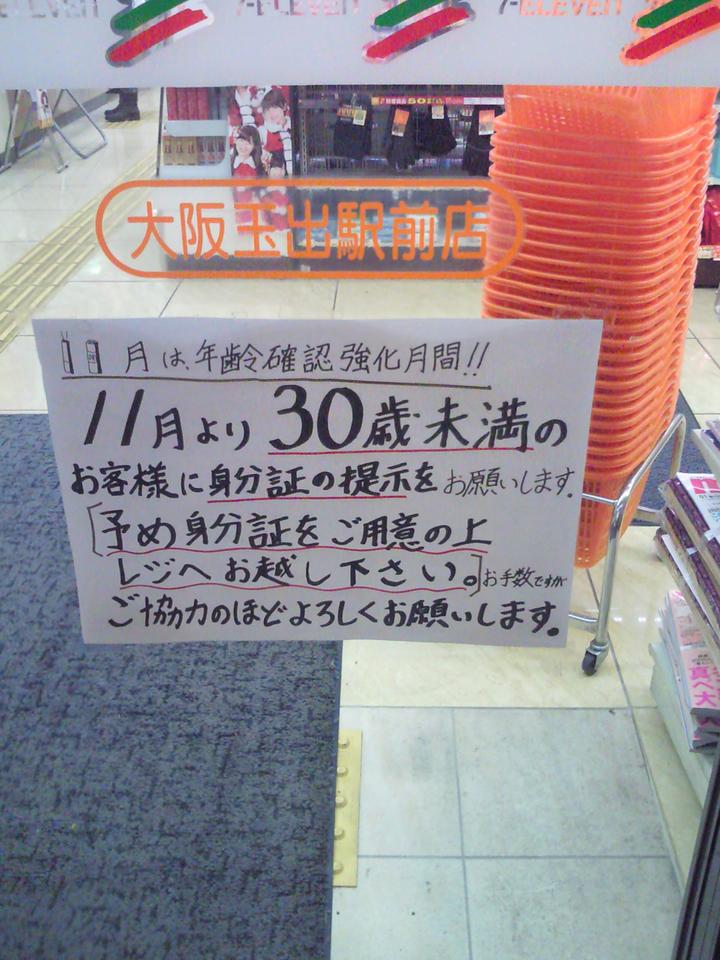 7-ELEVEN
7-ELEVEN
大阪玉出駅前店
11月は、年齢確認強化月間!!
11月より30歳未満の
お客様に身分証の提示をお願いします。
[予め身分証をご用意の上
レジへお越し下さい。]お手数ですが
ご協力のほどよろしくお願いします。